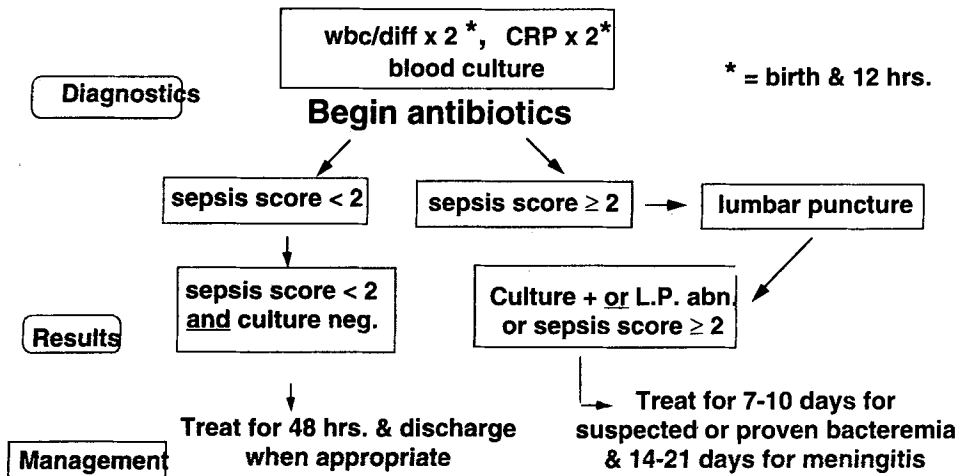 wbc/diff x 2 *, CRP x 2*
blood culture
* = birth & 12 hrs.
Diagnostics
Begin antibiotics
sepsis score < 2
sepsis score ≥ 2
lumbar puncture
sepsis score < 2
and culture neg.
Culture + or L.P. abn.
or sepsis score ≥ 2
Results
Treat for 48 hrs. & discharge
when appropriate
Treat for 7-10 days for
suspected or proven bacteremia
& 14-21 days for meningitis
Management